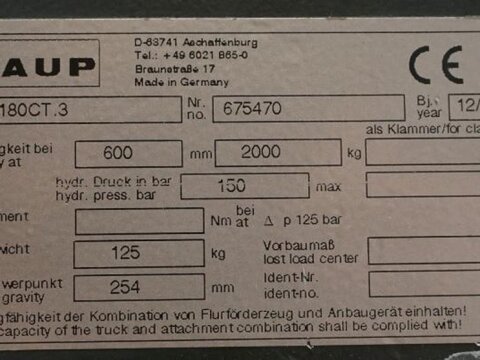 AUP
D-63741 Aschaffenburg
Tel.: +49 6021 865-0
Braunstraße 17
Made in Germany
CE
180CT.3 Nr. no. 675470 Bj. year 12/
als Klammer/for cla
gkeit bei
y at 600 mm 2000 kg
hydr. Druck in bar
hydr. press. bar 150 max
ment Nm bei at Δ p 125 bar
wicht 125 kg Vorbaumaß
lost load center
werpunkt
gravity 254 mm Ident-Nr.
ident-no.
gfähigkeit der Kombination von Flurförderzeug und Anbaugerät einhalten!
capacity of the truck and attachment combination shall be complied with!